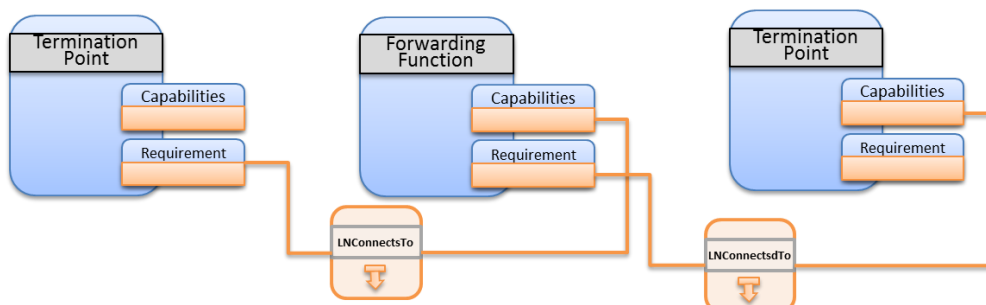 Termination
Point
Capabilities
Requirement
Forwarding
Function
Capabilities
Requirement
Termination
Point
Capabilities
Requirement
LNConnectsTo
LNConnectsdTo